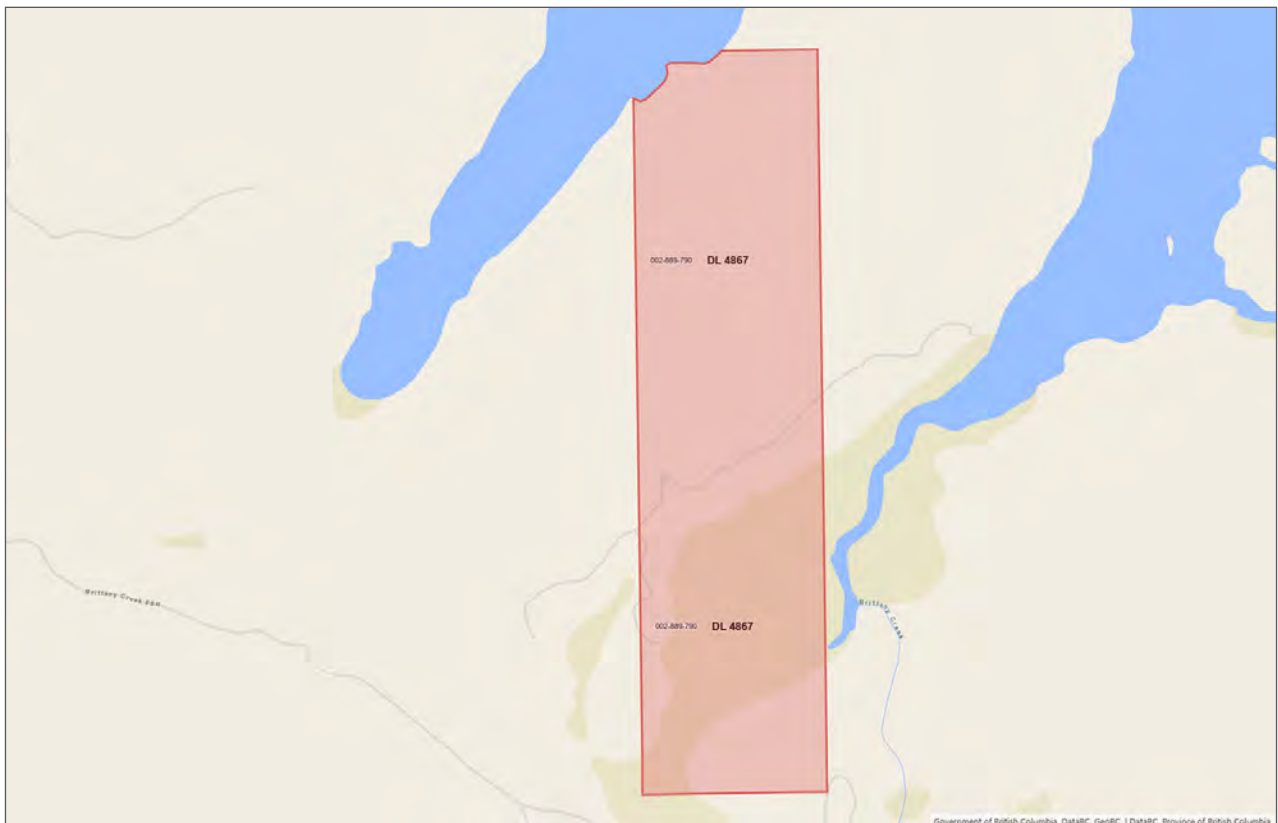 002-889-790 DL 4867
Brittany Creek FSR
002-889-790 DL 4867
Brittany Creek
Government of British Columbia, DataBC, GeoBC | DataBC, Province of British Columbia